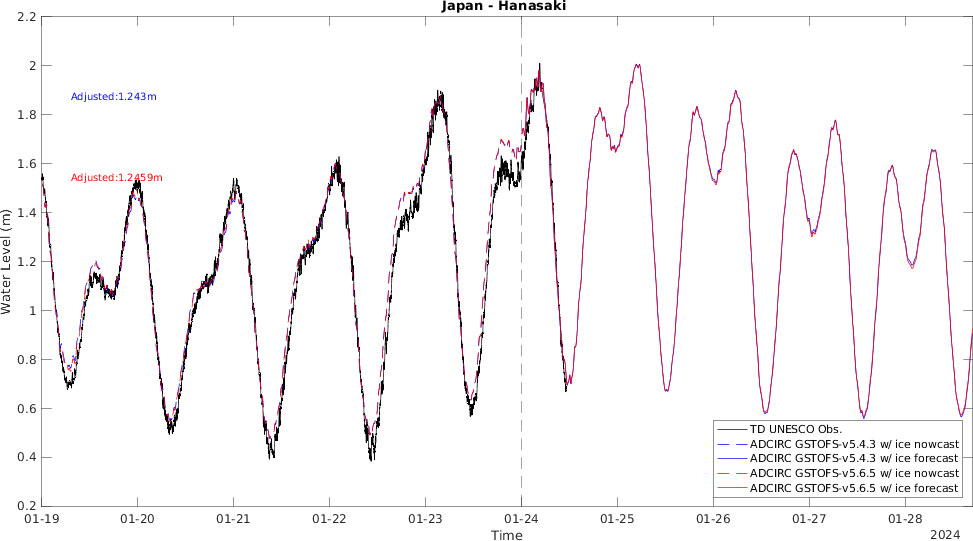 Japan - Hanasaki
2.2
2
1.8
1.6
1.4
1.2
1
0.8
0.6
0.4
0.2
Water Level (m)
Adjusted:1.243m
Adjusted:1.2459m
TD UNESCO Obs.
ADCIRC GSTOFS-v5.4.3 w/ ice nowcast
ADCIRC GSTOFS-v5.4.3 w/ ice forecast
ADCIRC GSTOFS-v5.6.5 w/ ice nowcast
ADCIRC GSTOFS-v5.6.5 w/ ice forecast
01-19 01-20 01-21 01-22 01-23 01-24 01-25 01-26 01-27 01-28
Time
2024